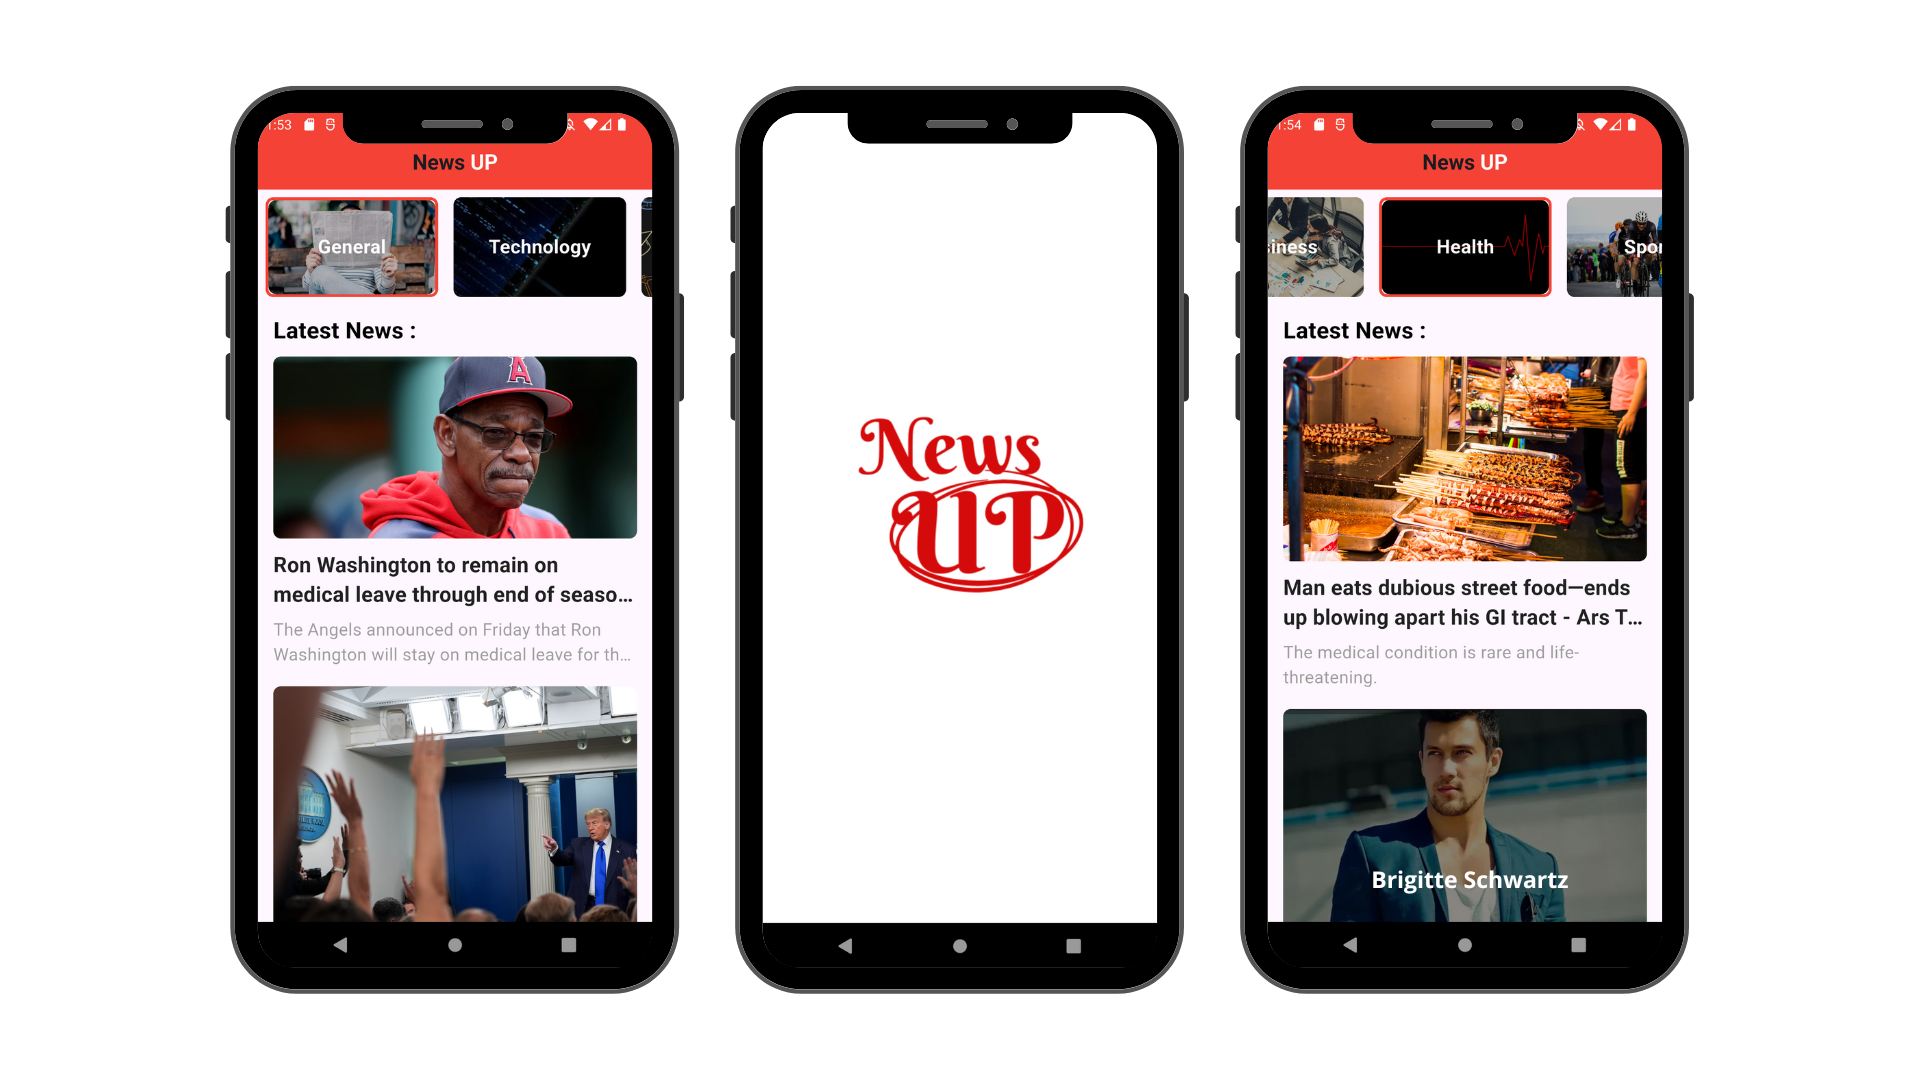 1:53
News UP
General
Technology
Latest News :
A
Ron Washington to remain on
medical leave through end of seaso...
The Angels announced on Friday that Ron
Washington will stay on medical leave for th...
News
UP
1:54
News UP
iness
Health
Spor
Latest News :
Man eats dubious street food—ends
up blowing apart his GI tract - Ars T...
The medical condition is rare and life-
threatening.
Brigitte Schwartz